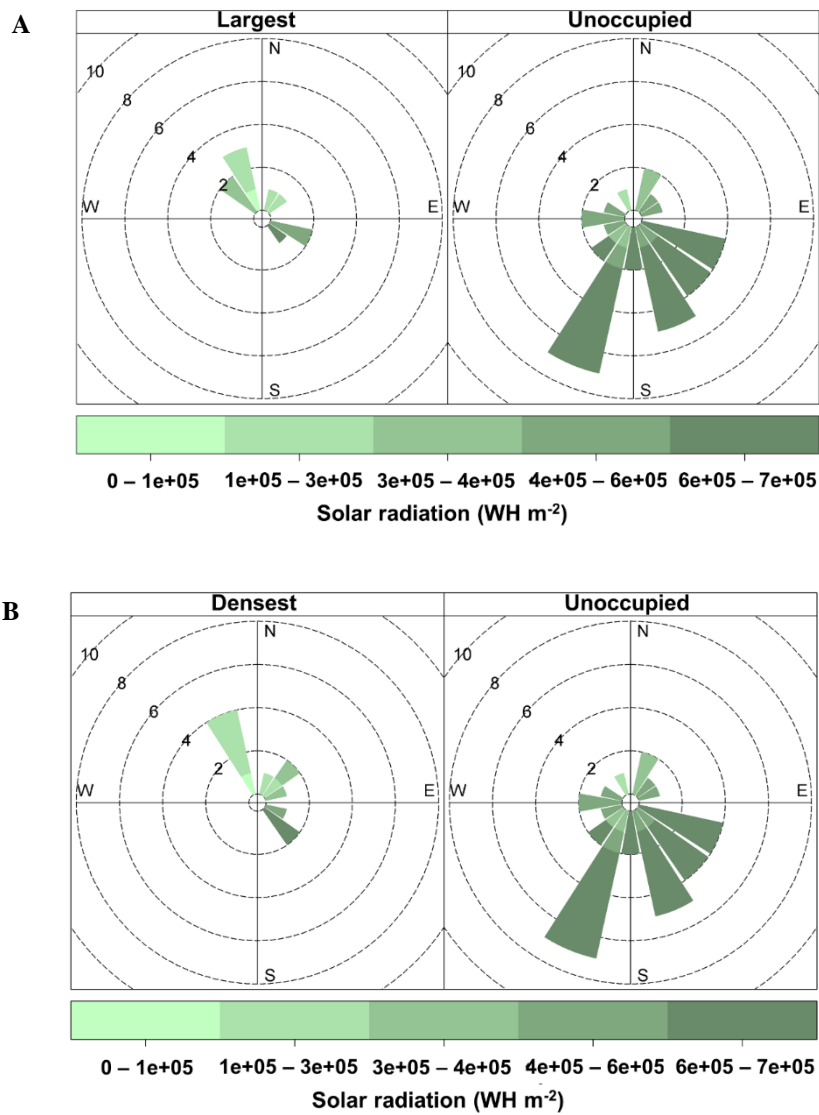 A
Largest
Unoccupied
N
N
10
10
8
8
6
6
4
4
2
2
W
E
W
E
S
S
0 – 1e+05
1e+05 – 3e+05
3e+05 – 4e+05
4e+05 – 6e+05
6e+05 – 7e+05
Solar radiation (WH m-2)
B
Densest
Unoccupied
N
N
10
10
8
8
6
6
4
4
2
2
W
E
W
E
S
S
0 – 1e+05
1e+05 – 3e+05
3e+05 – 4e+05
4e+05 – 6e+05
6e+05 – 7e+05
Solar radiation (WH m-2)